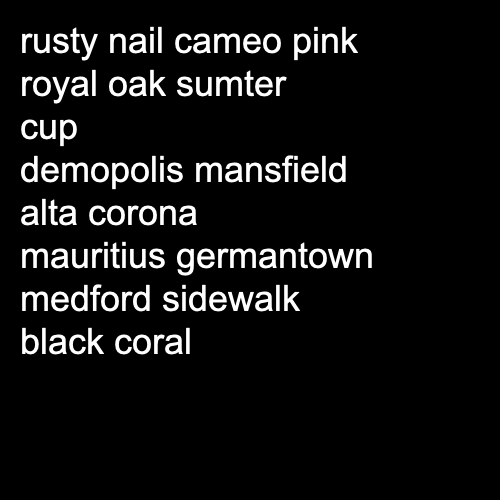 rusty nail cameo pink
royal oak sumter
cup
demopolis mansfield
alta corona
mauritius germantown
medford sidewalk
black coral